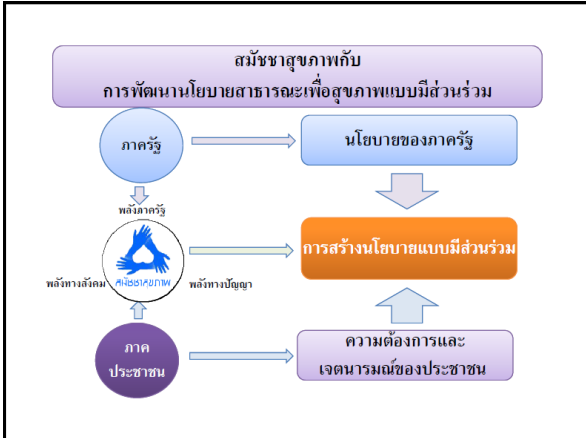 สมัชชาสุขภาพกับ
การพัฒนานโยบายสาธารณะเพื่อสุขภาพแบบมีส่วนร่วม
ภาครัฐ
นโยบายของภาครัฐ
พลังภาครัฐ
การสร้างนโยบายแบบมีส่วนร่วม
สมัชชาสุขภาพ
พลังทางสังคม
พลังทางปัญญา
ภาค
ประชาชน
ความต้องการและ
เจตนารมณ์ของประชาชน